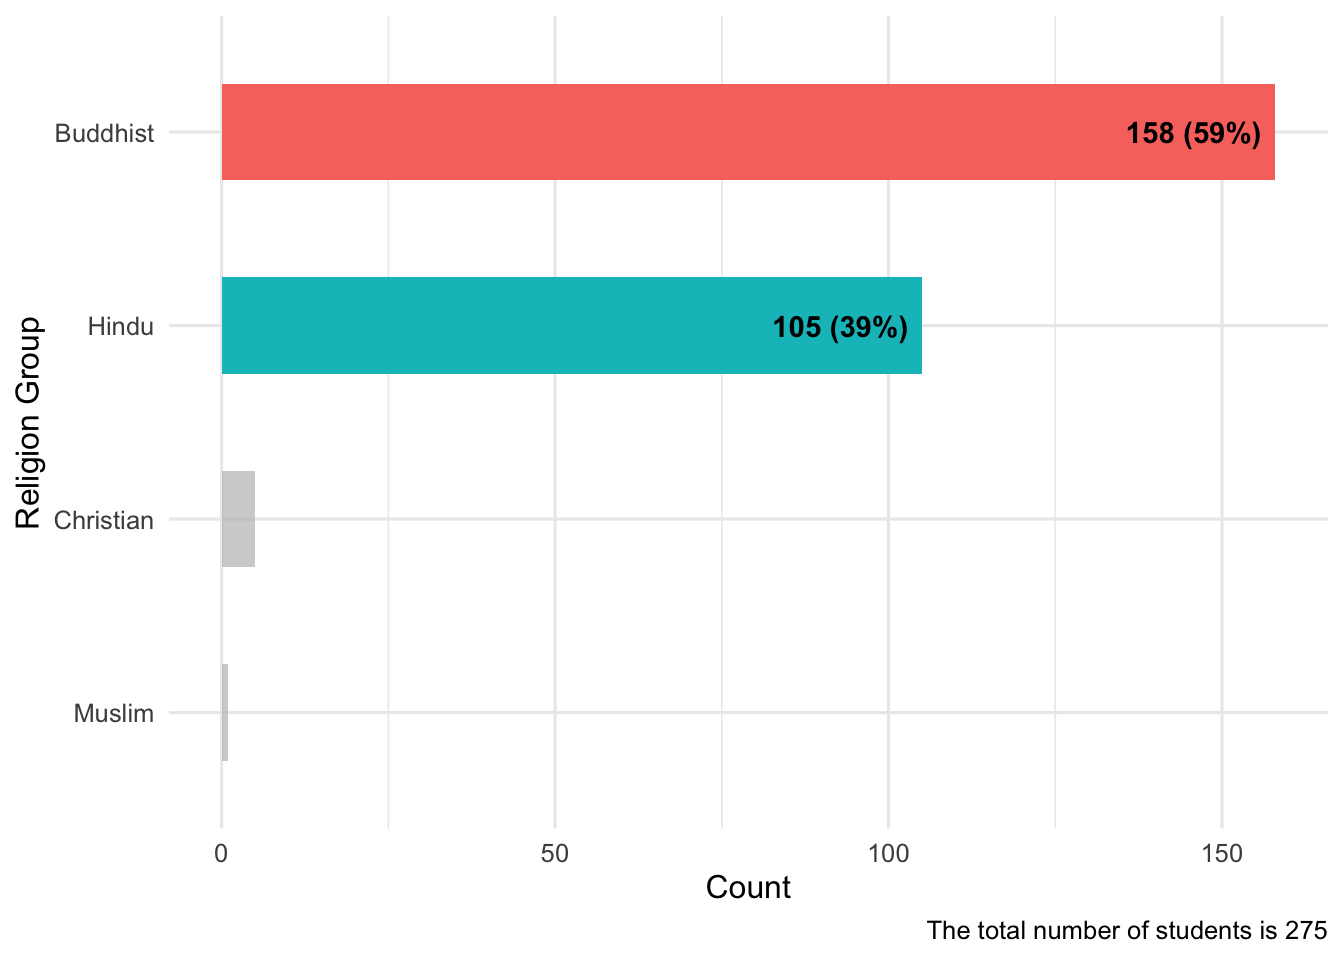 Buddhist
158 (59%)
Hindu
105 (39%)
Religion Group
Christian
Muslim
0 50 100 150
Count
The total number of students is 275